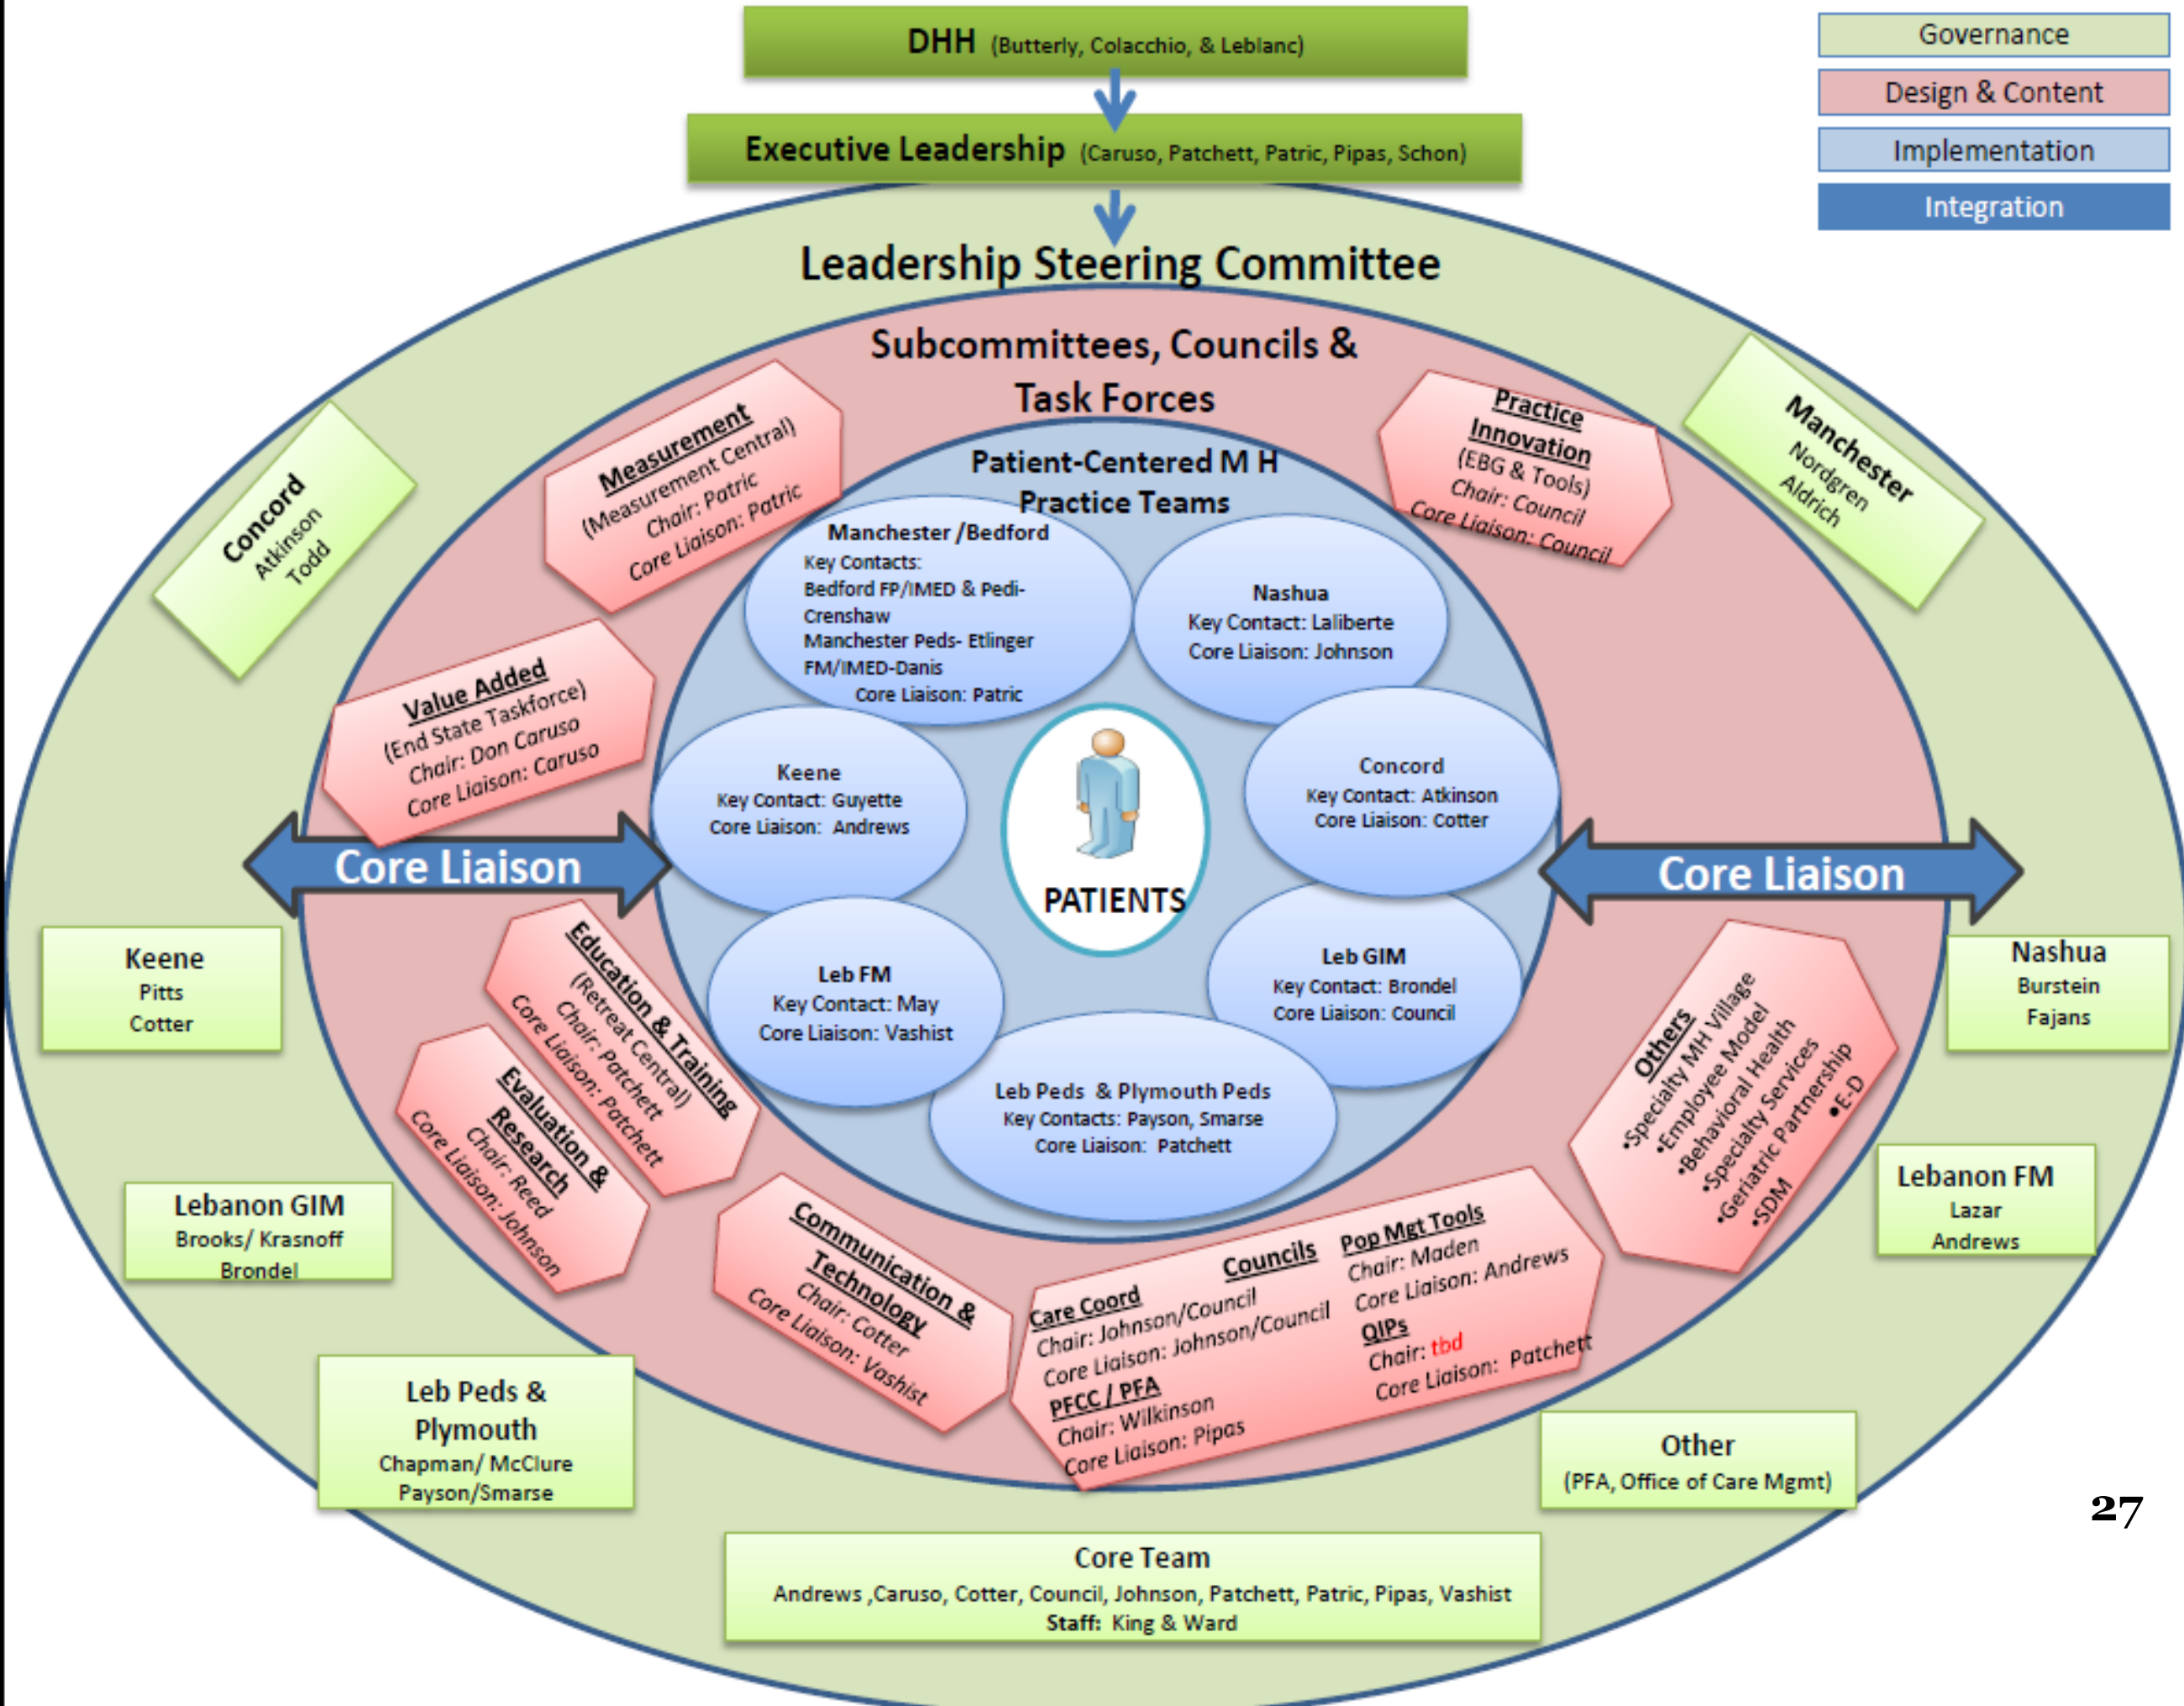 DHH (Butterly, Colacchio, & Leblanc)
Executive Leadership (Caruso, Patchett, Patric, Pipas, Schon)
Governance
Design & Content
Implementation
Integration
Leadership Steering Committee
Subcommittees, Councils &
Task Forces
Patient-Centered M H
Practice Teams
Concord
Atkinson
Todd
Measurement
(Measurement Central)
Chair: Patric
Core Liaison: Patric
Practice
Innovation
(EBG & Tools)
Chair: Council
Core Liaison: Council
Manchester
Nordgren
Aldrich
Value Added
(End State Taskforce)
Chair: Don Caruso
Core Liaison: Caruso
Manchester /Bedford
Key Contacts:
Bedford FP/IMED & Pedi-
Crenshaw
Manchester Peds- Etlinger
FM/IMED-Danis
Core Liaison: Patric
Nashua
Key Contact: Laliberte
Core Liaison: Johnson
Keene
Key Contact: Guyette
Core Liaison: Andrews
PATIENTS
Concord
Key Contact: Atkinson
Core Liaison: Cotter
Core Liaison
Core Liaison
Leb FM
Key Contact: May
Core Liaison: Vashist
Leb GIM
Key Contact: Brondel
Core Liaison: Council
Leb Peds & Plymouth Peds
Key Contacts: Payson, Smarse
Core Liaison: Patchett
Keene
Pitts
Cotter
Education & Training
(Retreat Central)
Chair: Patchett
Core Liaison: Patchett
Evaluation &
Research
Chair: Reed
Core Liaison: Johnson
Communication &
Technology
Chair: Cotter
Core Liaison: Vashist
Councils
Care Coord
Chair: Johnson/Council
Core Liaison: Johnson/Council
PFCC / PFA
Chair: Wilkinson
Core Liaison: Pipas
Pop Mgt Tools
Chair: Maden
Core Liaison: Andrews
QIPs
Chair: tbd
Core Liaison: Patchett
Others
•Specialty MH Village
•Employee Model
•Behavioral Health
•Specialty Services
•Geriatric Partnership
•SDM
•E-D
Nashua
Burstein
Fajans
Lebanon GIM
Brooks/ Krasnoff
Brondel
Lebanon FM
Lazar
Andrews
Leb Peds &
Plymouth
Chapman/ McClure
Payson/Smarse
Other
(PFA, Office of Care Mgmt)
27
Core Team
Andrews ,Caruso, Cotter, Council, Johnson, Patchett, Patric, Pipas, Vashist
Staff: King & Ward